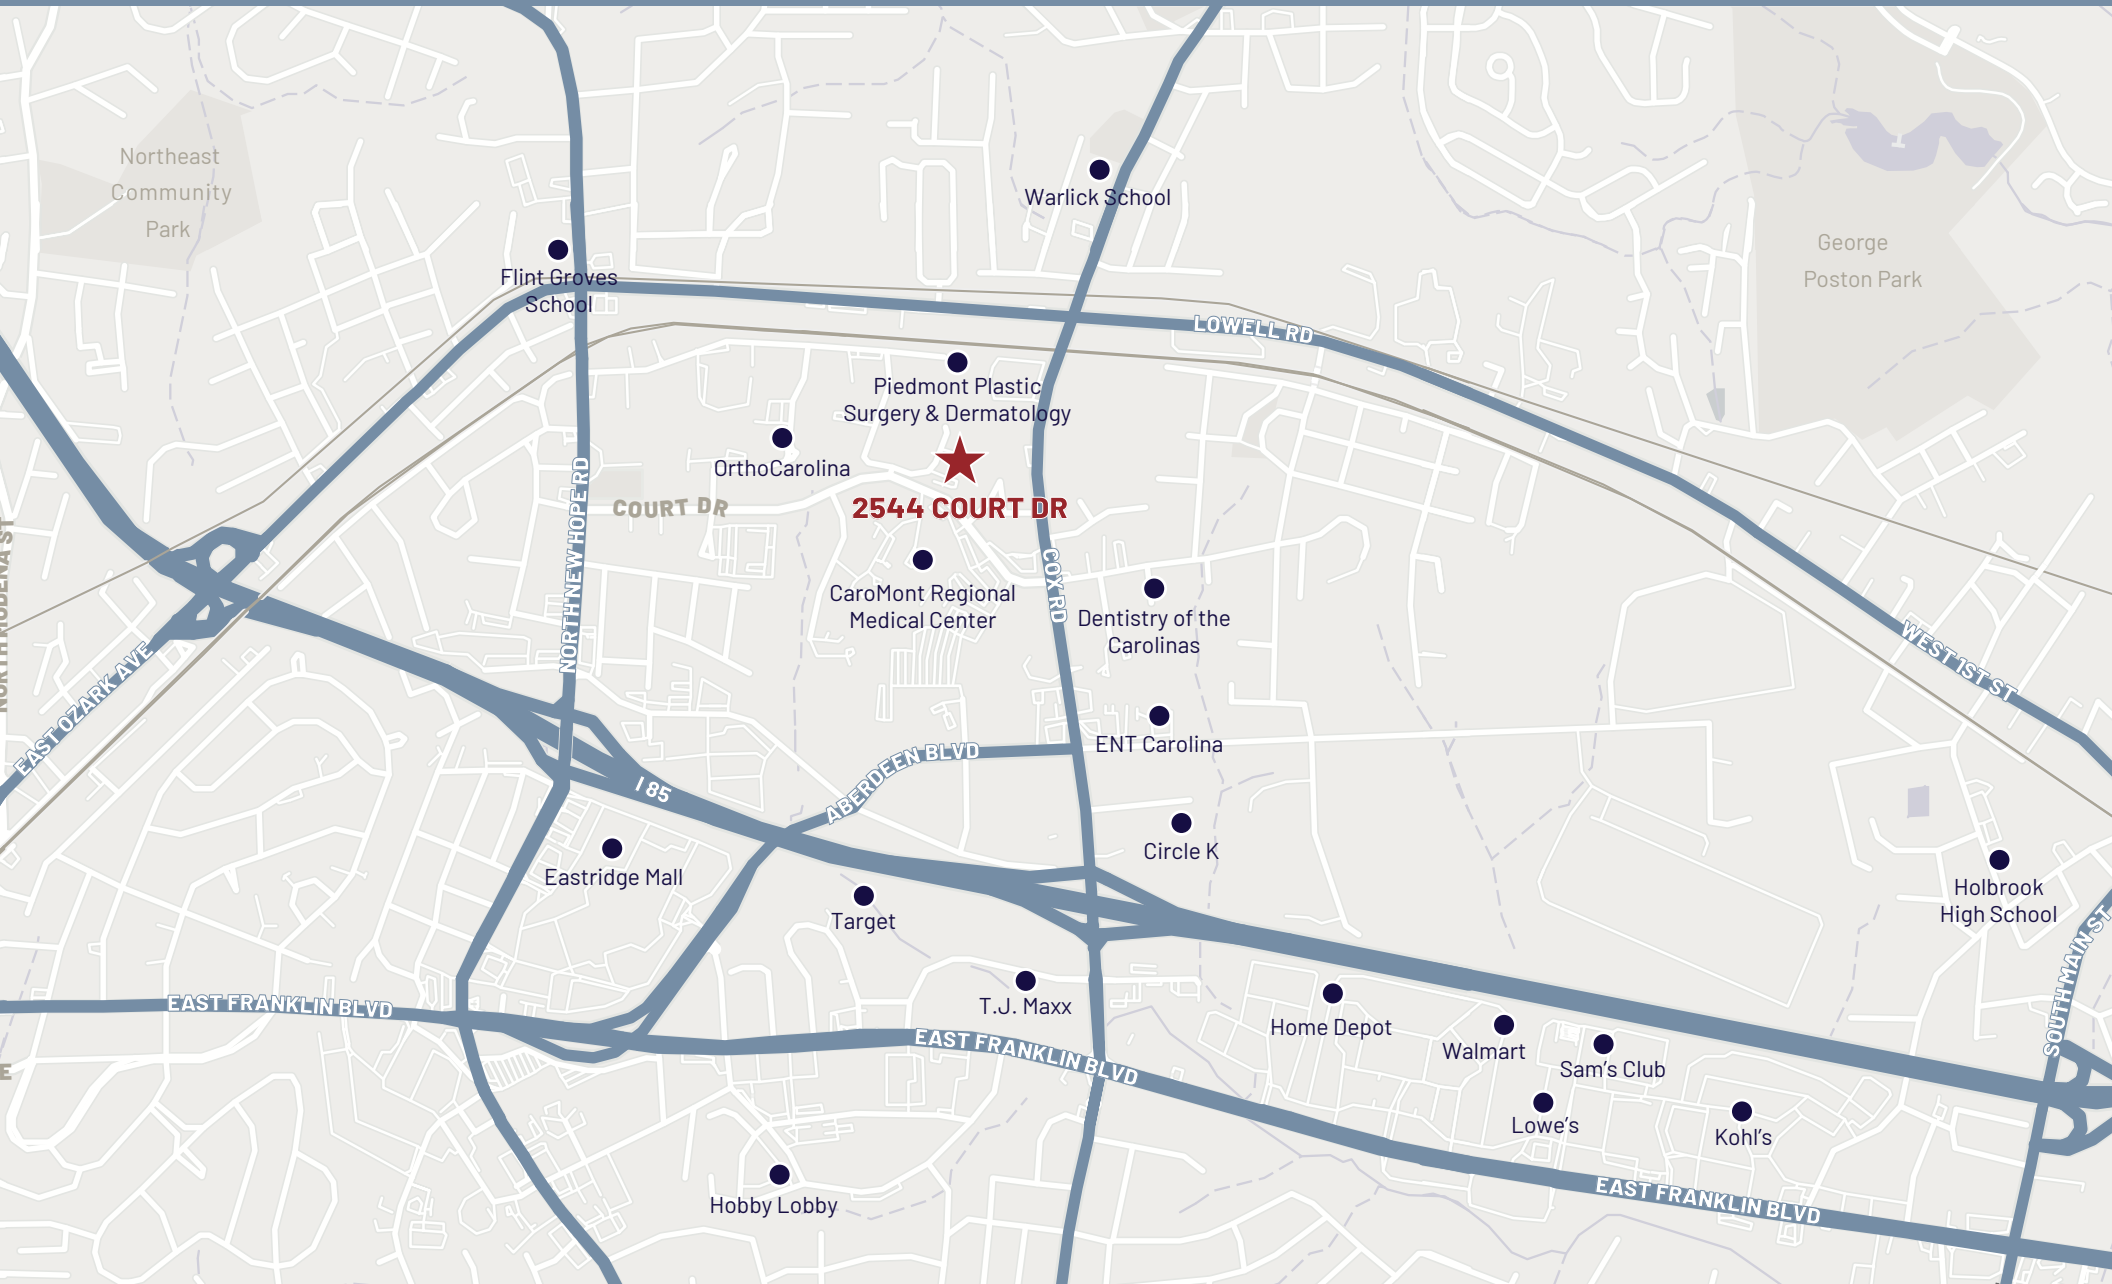 Northeast
Community
Park
Warlick School
George
Poston Park
Flint Groves
School
LOWELL RD
Piedmont Plastic
Surgery & Dermatology
OrthoCarolina
2544 COURT DR
COURT DR
NORTH NEW HOPE RD
COX RD
CaroMont Regional
Medical Center
Dentistry of the
Carolinas
NORTH MODENA ST
EAST OZARK AVE
WEST 1ST ST
ENT Carolina
ABERDEEN BLVD
I 85
Circle K
Eastridge Mall
Target
Holbrook
High School
SOUTH MAIN ST
EAST FRANKLIN BLVD
T.J. Maxx
Home Depot
EAST FRANKLIN BLVD
Walmart
Sam's Club
E
Lowe's
Kohl's
Hobby Lobby
EAST FRANKLIN BLVD